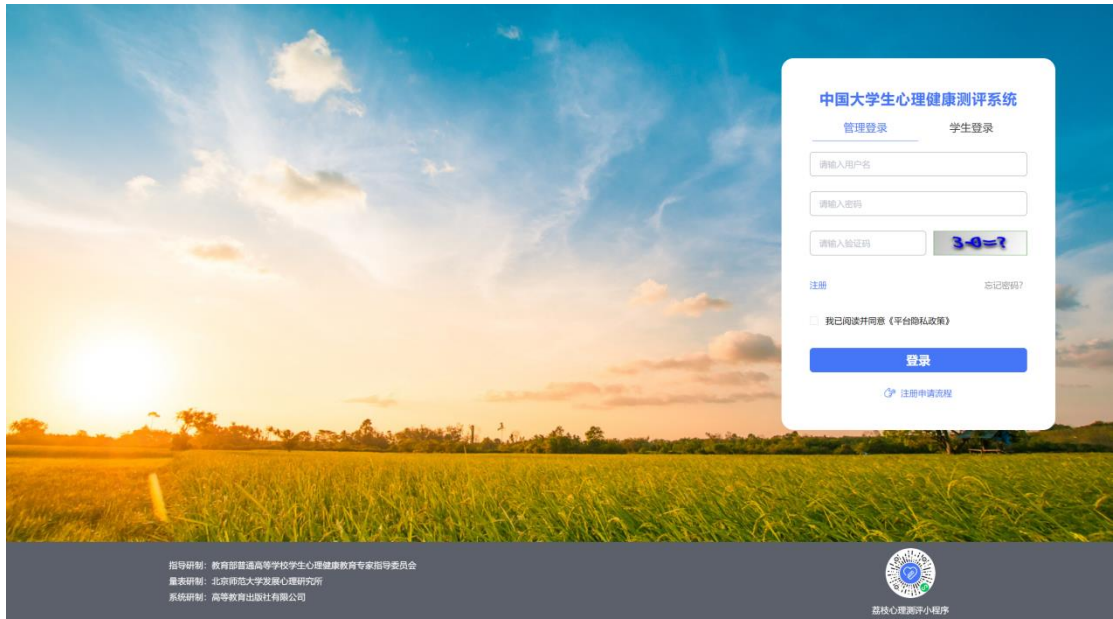 中国大学生心理健康测评系统
管理登录 学生登录
请输入用户名
请输入密码
请输入验证码 3-0=?
注册 忘记密码?
我已阅读并同意《平台隐私政策》
登录
注册申请流程
指导研制：教育部普通高等学校学生心理健康教育专家指导委员会
量表研制：北京师范大学发展心理研究所
系统研制：高等教育出版社有限公司
荔枝心理测评小程序